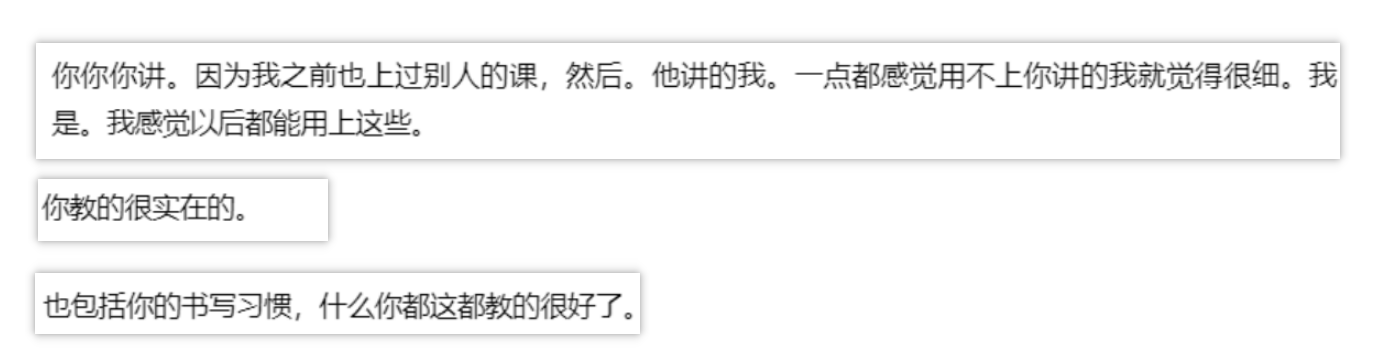 你你你讲。因为我之前也上过别人的课，然后。他讲的我。一点都感觉用不上你讲的我就觉得很细。我
是。我感觉以后都能用上这些。
你教的很实在的。
也包括你的书写习惯，什么你都这都教的很好了。